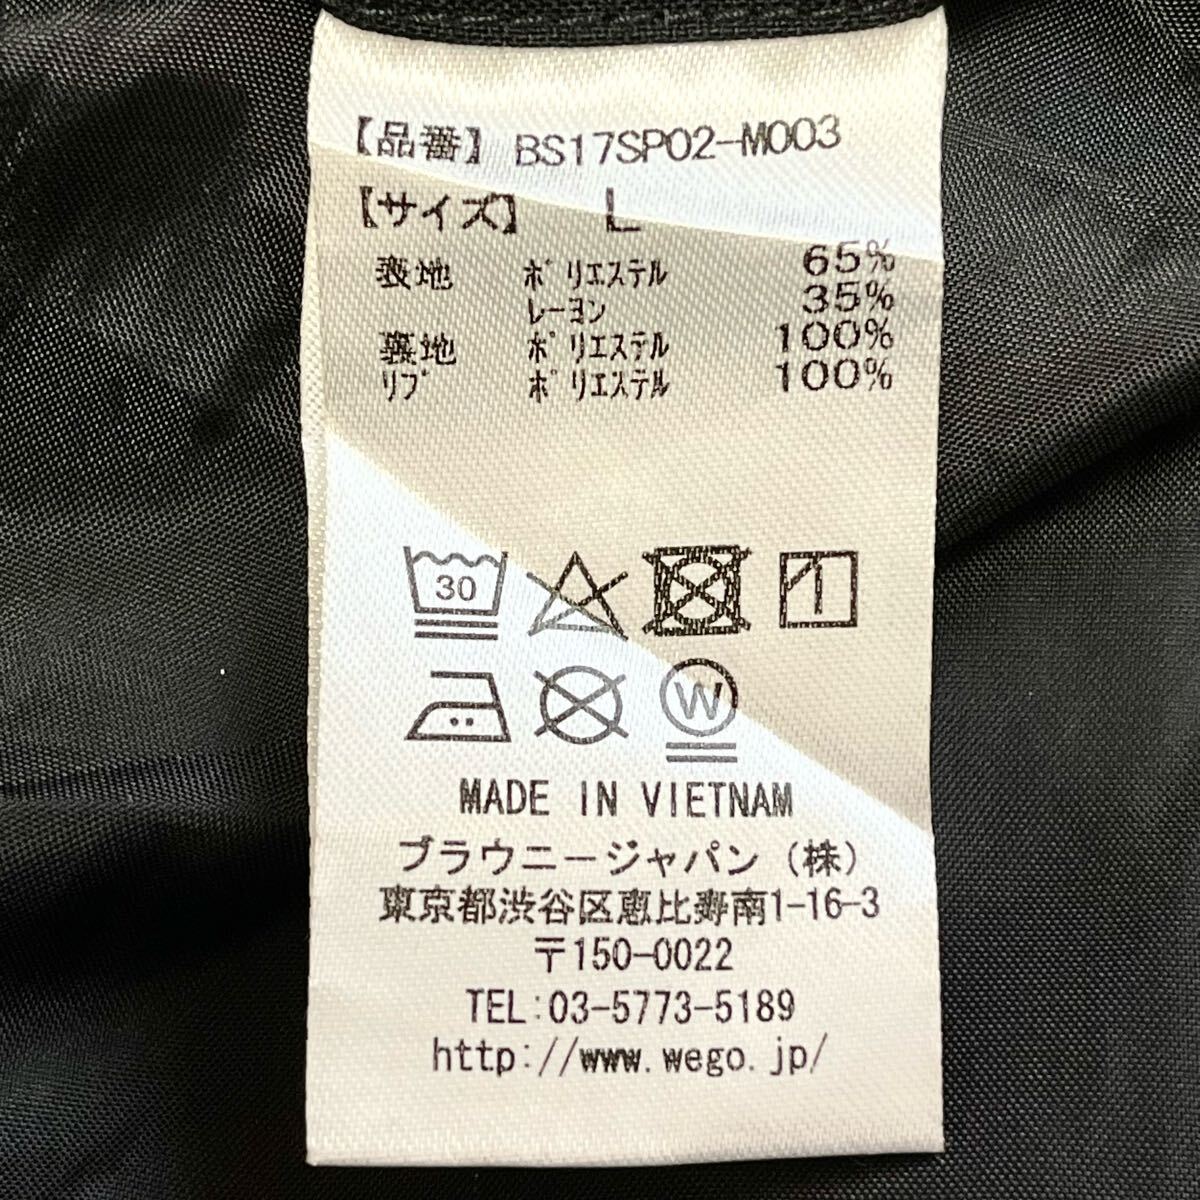 【品番】 BS17SP02-M003
【サイズ】 L
表地 ポリエステル 65%
レーヨン 35%
裏地 ポリエステル 100%
リブ ポリエステル 100%
30
W
MADE IN VIETNAM
ブラウニージャパン（株）
東京都渋谷区恵比寿南1-16-3
〒150-0022
TEL:03-5773-5189
http://www.wego.jp/